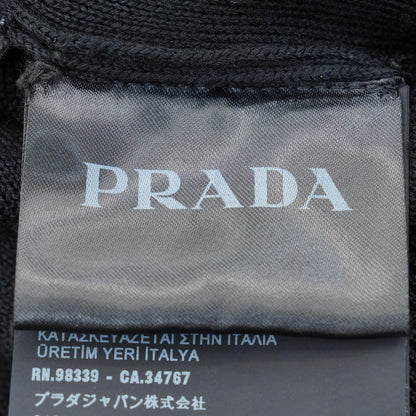 PRADA
ΚΑΤΑΣΚΕΥΑΖΕΤΑΙ ΣΤΗΝ ΙΤΑΛΙΑ
ÜRETİM YERİ İTALYA
RN.98339 - CA.34767
プラダジャパン株式会社